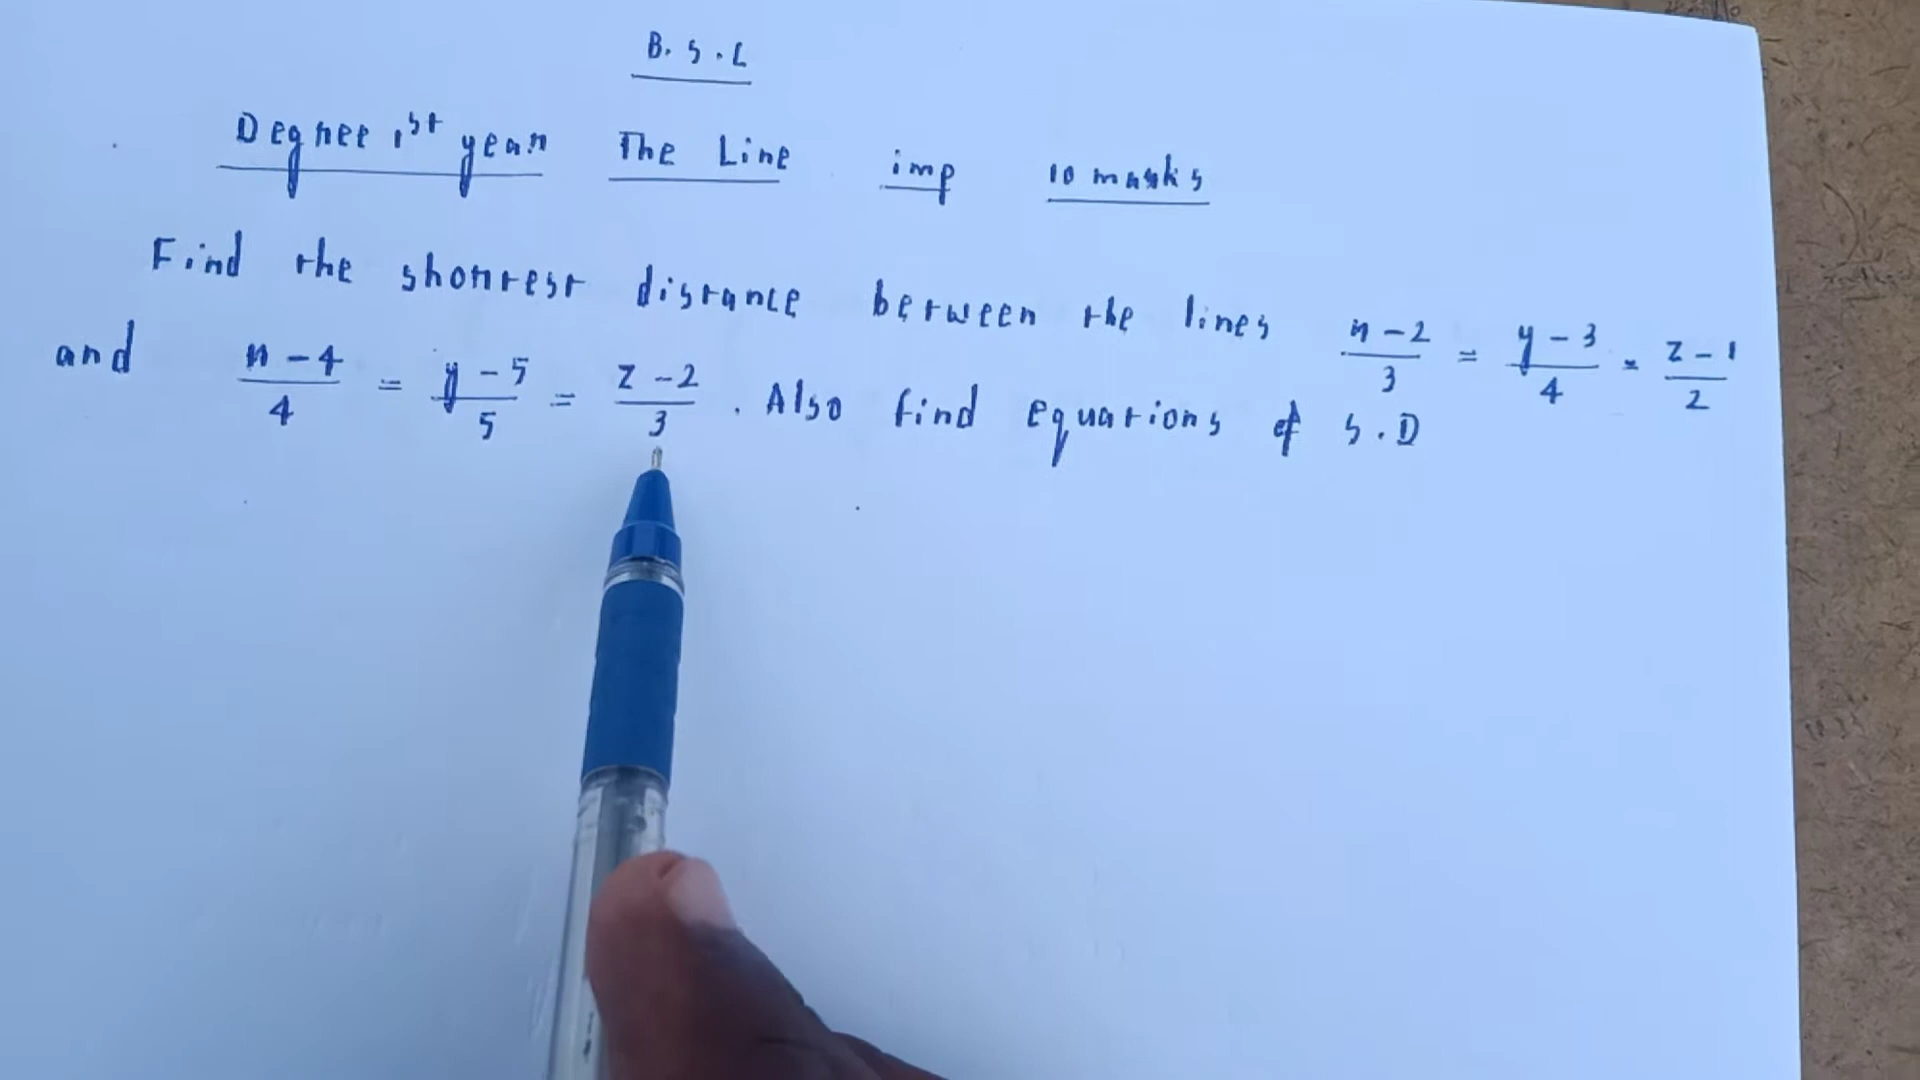 B.S.C
Degree 1st year The Line imp 10 marks
Find the shortest distance between the lines x-2/3 = y-3/4 = z-1/2
and x-4/4 = y-5/5 = z-2/3 . Also find equations of S.D